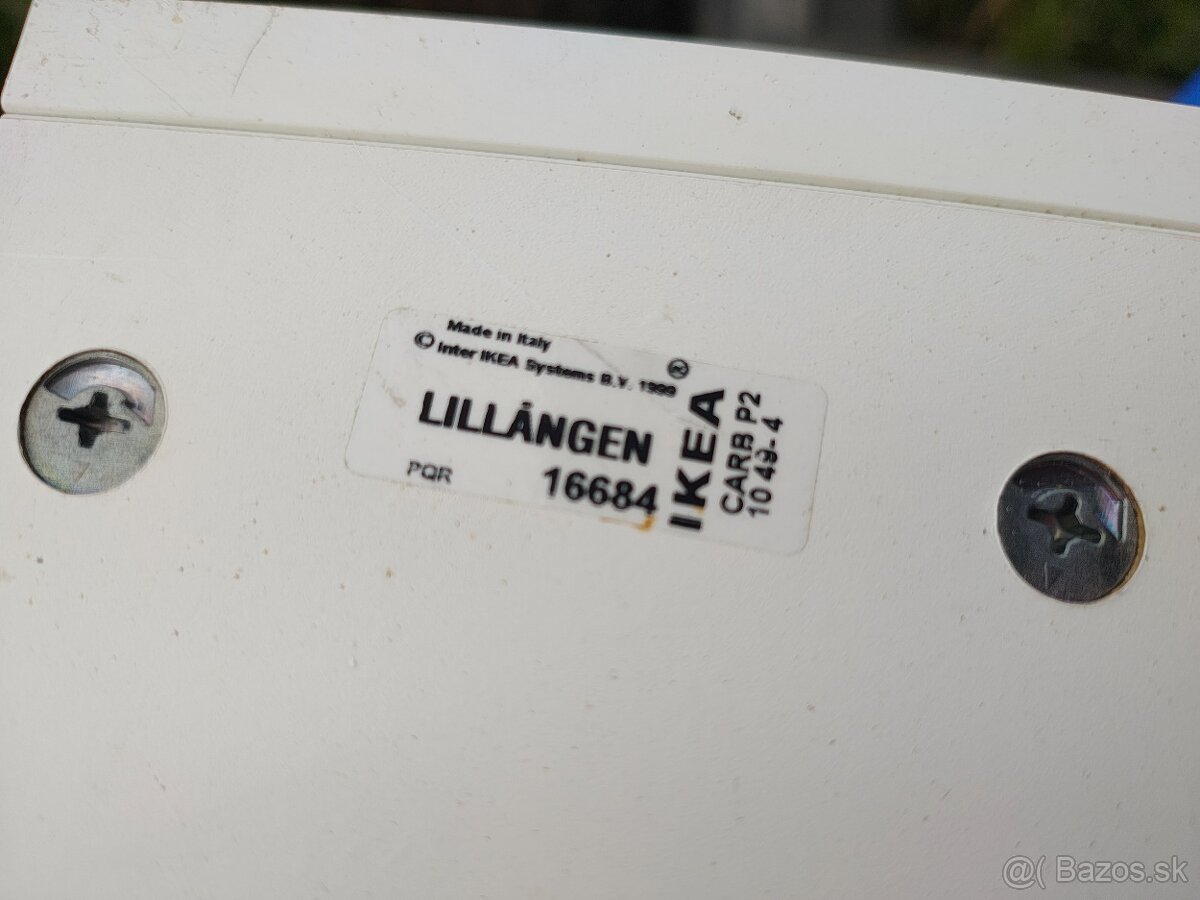 Made in Italy
© Inter IKEA Systems B.V. 1999
LILLÅNGEN
PQR 16684
IKEA
CARB P2
10 49-4
@( Bazos.sk